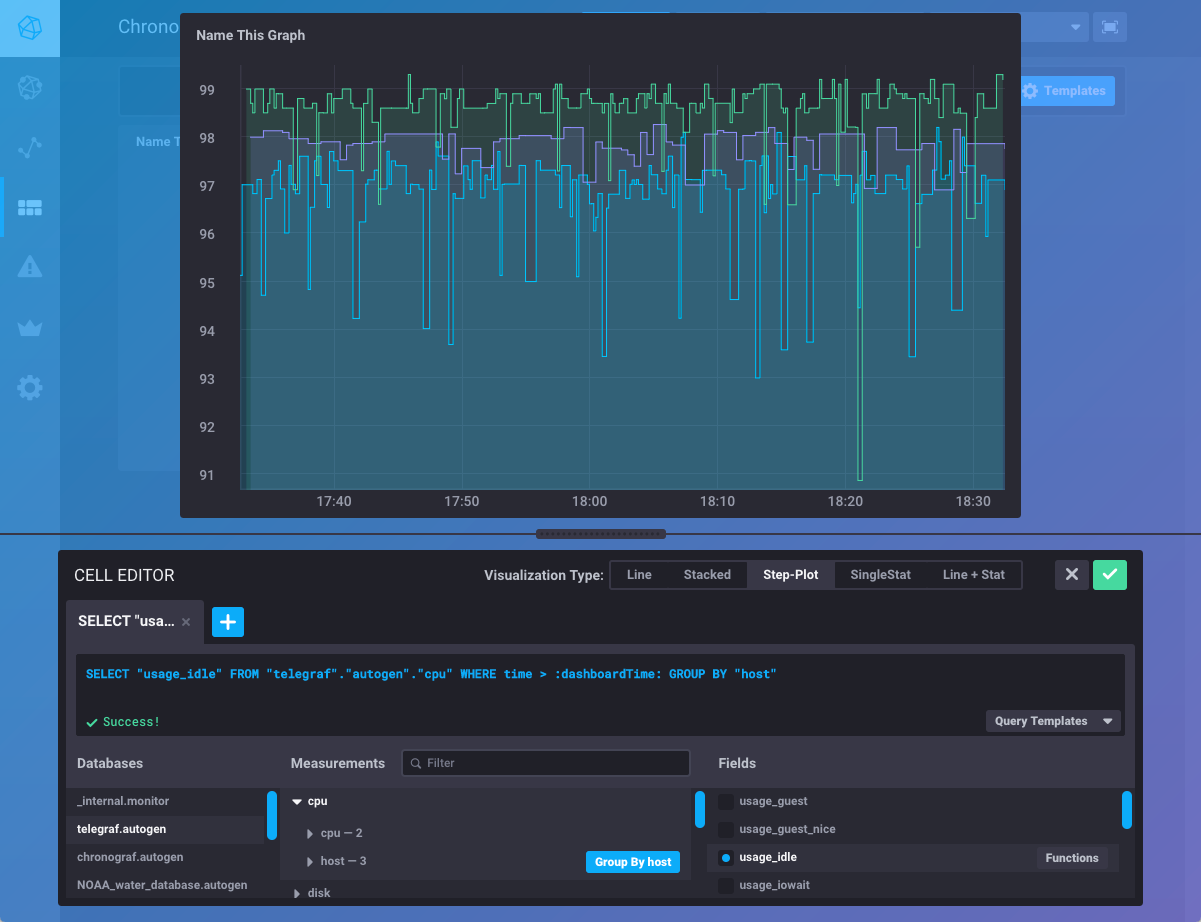 Chrono
Name This Graph
Templates
Name T
99
98
97
96
95
94
93
92
91
17:40 17:50 18:00 18:10 18:20 18:30
CELL EDITOR
Visualization Type: Line Stacked Step-Plot SingleStat Line + Stat
SELECT "usa...
SELECT "usage_idle" FROM "telegraf"."autogen"."cpu" WHERE time > :dashboardTime: GROUP BY "host"
Success!
Query Templates
Databases Measurements Filter Fields
_internal.monitor cpu usage_guest
telegraf.autogen cpu — 2 usage_guest_nice
chronograf.autogen host — 3 Group By host usage_idle Functions
NOAA_water_database.autogen disk usage_iowait